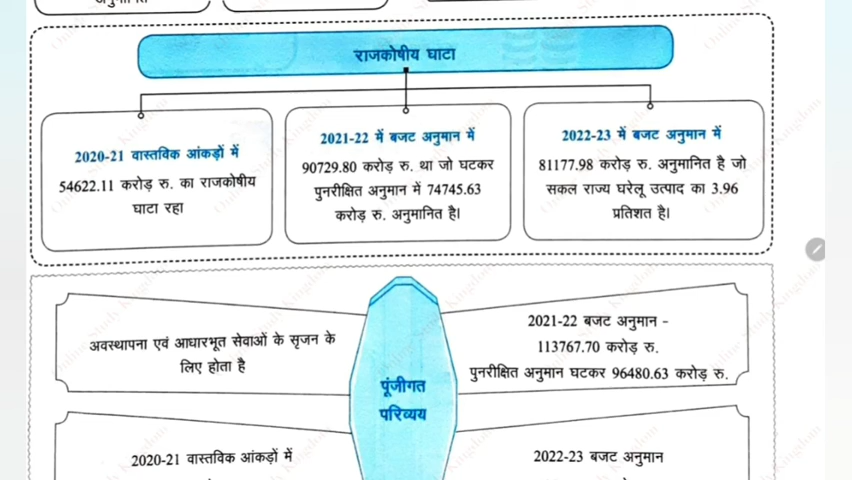 अनुमानित
राजकोषीय घाटा
2020-21 वास्तविक आंकड़ों में
54622.11 करोड़ रु. का राजकोषीय
घाटा रहा
2021-22 में बजट अनुमान में
90729.80 करोड़ रु. था जो घटकर
पुनरीक्षित अनुमान में 74745.63
करोड़ रु. अनुमानित है।
2022-23 में बजट अनुमान में
81177.98 करोड़ रु. अनुमानित है जो
सकल राज्य घरेलू उत्पाद का 3.96
प्रतिशत है।
अवस्थापना एवं आधारभूत सेवाओं के सृजन के
लिए होता है
पूंजीगत
परिव्यय
2021-22 बजट अनुमान -
113767.70 करोड़ रु.
पुनरीक्षित अनुमान घटकर 96480.63 करोड़ रु.
2020-21 वास्तविक आंकड़ों में
2022-23 बजट अनुमान